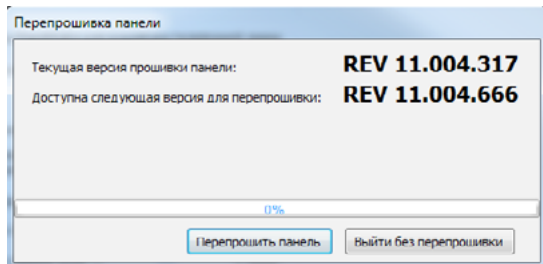 Перепрошивка панели
Текущая версия прошивки панели: REV 11.004.317
Доступна следующая версия для перепрошивки: REV 11.004.666
0%
Перепрошить панель Выйти без перепрошивки